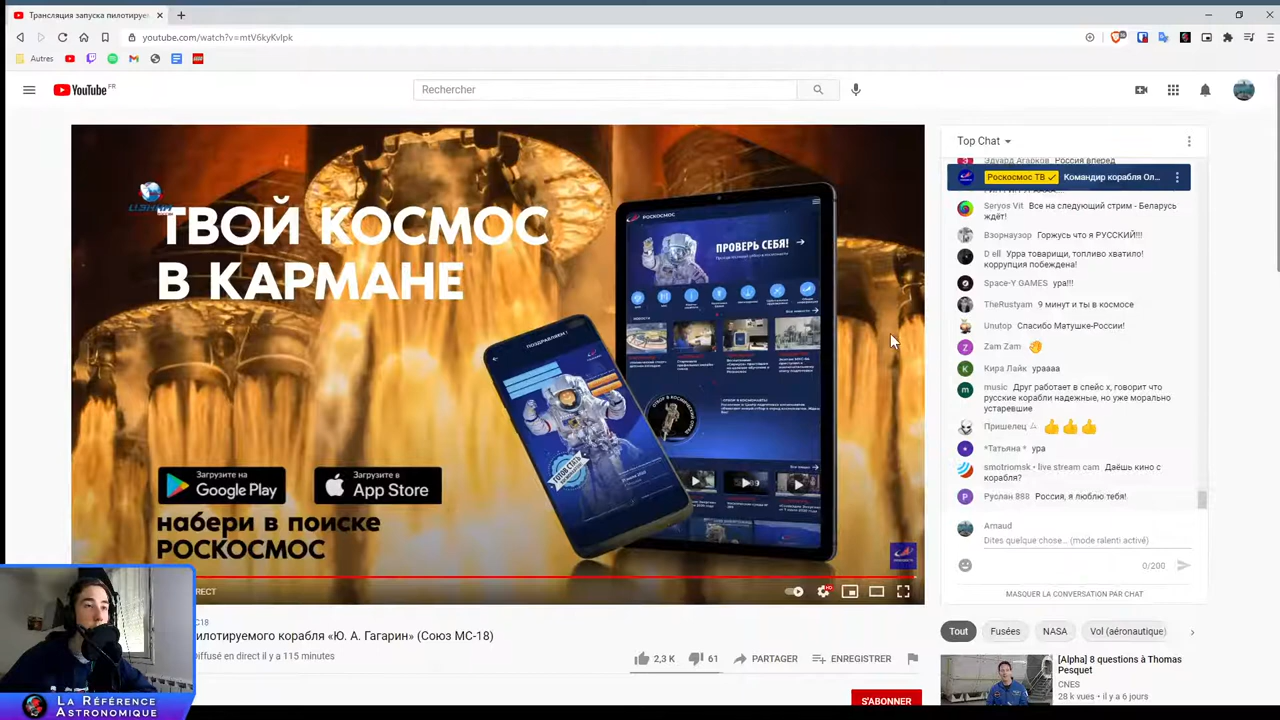 Трансляция запуска пилотируе
youtube.com/watch?v=mtV6kyKvIpk
Autres
YouTube FR
Rechercher
ЦЭНКИ
ТВОЙ КОСМОС
В КАРМАНЕ
РОСКОСМОС
ПРОВЕРЬ СЕБЯ!
ПОЗДРАВЛЯЕМ!
Загрузите на
Google Play
Загрузите в
App Store
набери в поиске
РОСКОСМОС
Top Chat
Эдуард Агарков Россия вперед
Роскосмос ТВ Командир корабля Ол...
Seryos Vit Все на следующий стрим - Беларусь
ждёт!
Взорнаузор Горжусь что я РУССКИЙ!!!
D ell Урра товарищи, топливо хватило!
коррупция побеждена!
Space-Y GAMES ура!!!
TheRustyam 9 минут и ты в космосе
Unutop Спасибо Матушке-России!
Zam Zam
Кира Лайк ураааа
music Друг работает в спейс х, говорит что
русские корабли надежные, но уже морально
устаревшие
Пришелец
*Татьяна* ура
smotriomsk • live stream cam Даёшь кино с
корабля?
Руслан 888 Россия, я люблю тебя!
Arnaud
Dites quelque chose... (mode ralenti activé)
0/200
MASQUER LA CONVERSATION PAR CHAT
RECT
С18
илотируемого корабля «Ю. А. Гагарин» (Союз МС-18)
Diffusé en direct il y a 115 minutes
2,3 K
61
PARTAGER
ENREGISTRER
S'ABONNER
Tout
Fusées
NASA
Vol (aéronautique)
[Alpha] 8 questions à Thomas
Pesquet
CNES
28 k vues • il y a 6 jours
LA RÉFÉRENCE
ASTRONOMIQUE